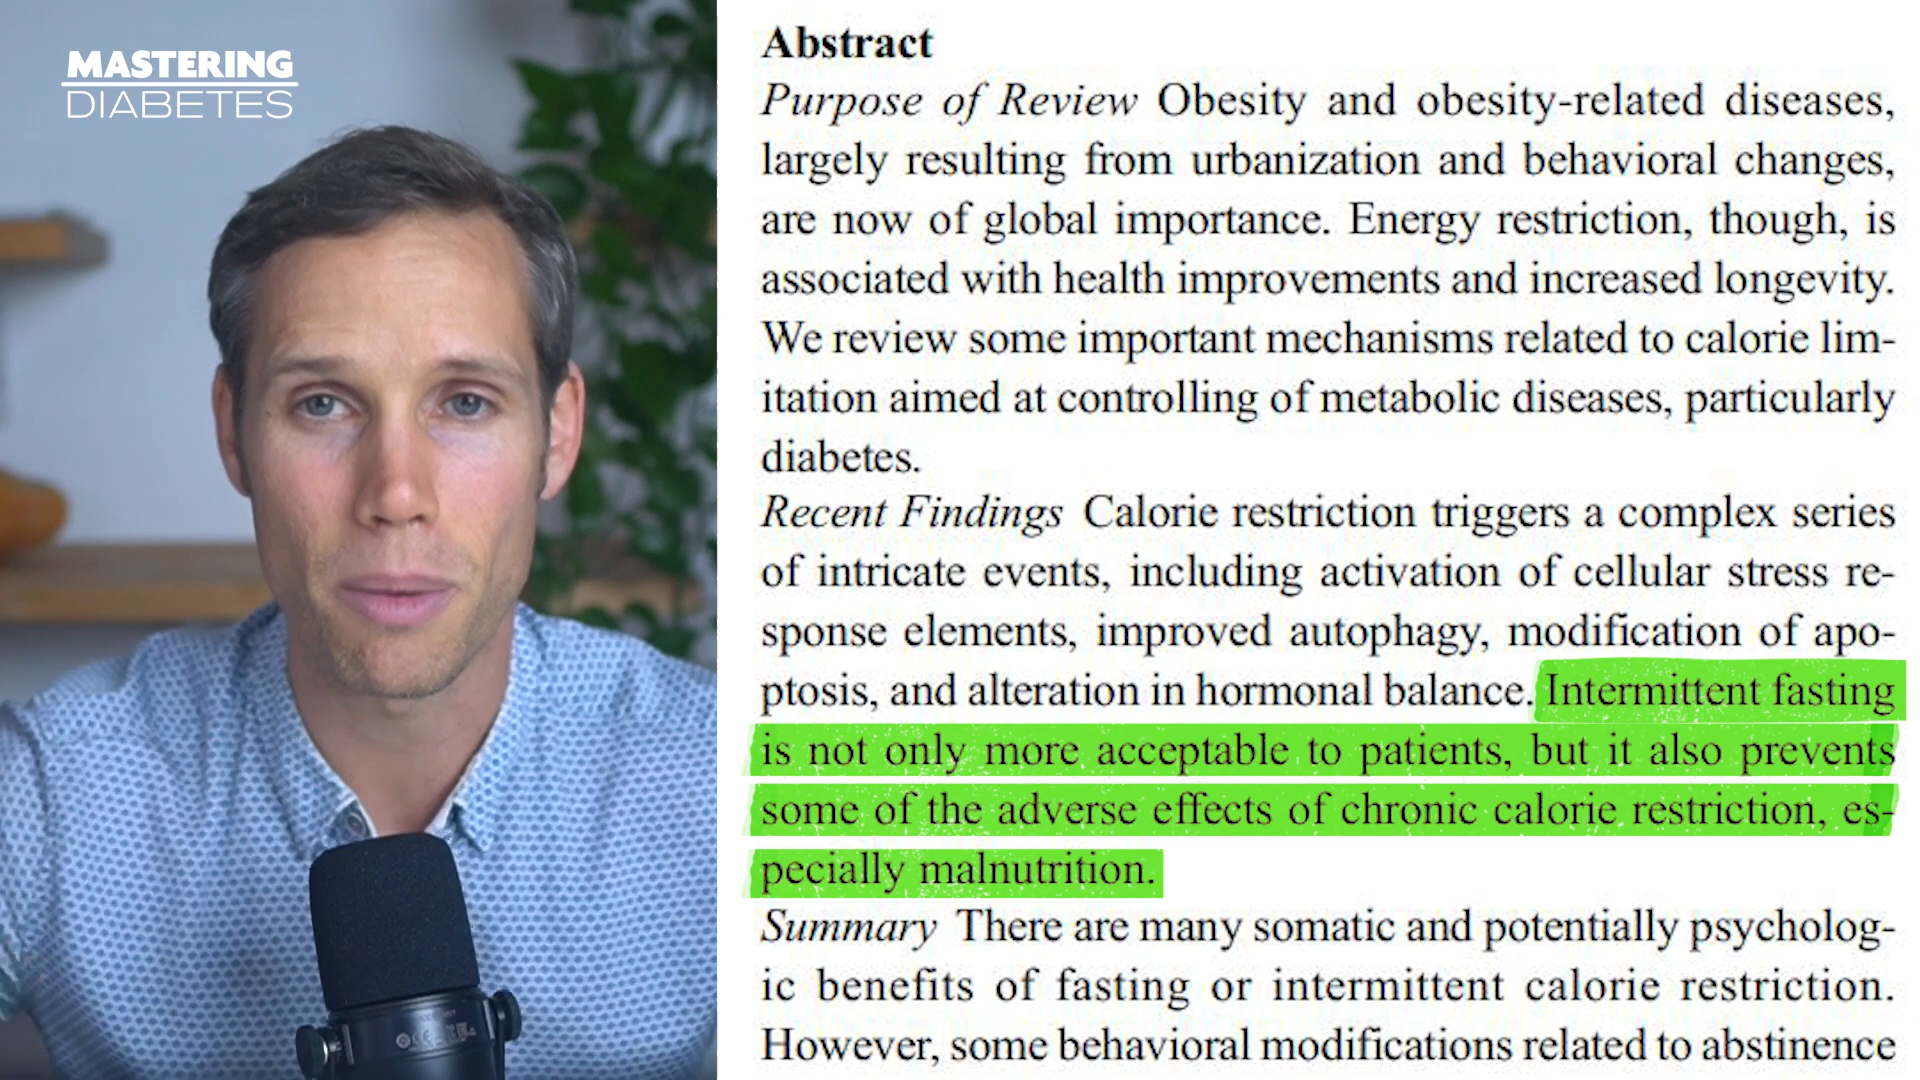 MASTERING
DIABETES
Abstract
Purpose of Review Obesity and obesity-related diseases,
largely resulting from urbanization and behavioral changes,
are now of global importance. Energy restriction, though, is
associated with health improvements and increased longevity.
We review some important mechanisms related to calorie lim-
itation aimed at controlling of metabolic diseases, particularly
diabetes.
Recent Findings Calorie restriction triggers a complex series
of intricate events, including activation of cellular stress re-
sponse elements, improved autophagy, modification of apo-
ptosis, and alteration in hormonal balance. Intermittent fasting
is not only more acceptable to patients, but it also prevents
some of the adverse effects of chronic calorie restriction, es-
pecially malnutrition.
Summary There are many somatic and potentially psycholog-
ic benefits of fasting or intermittent calorie restriction.
However, some behavioral modifications related to abstinence